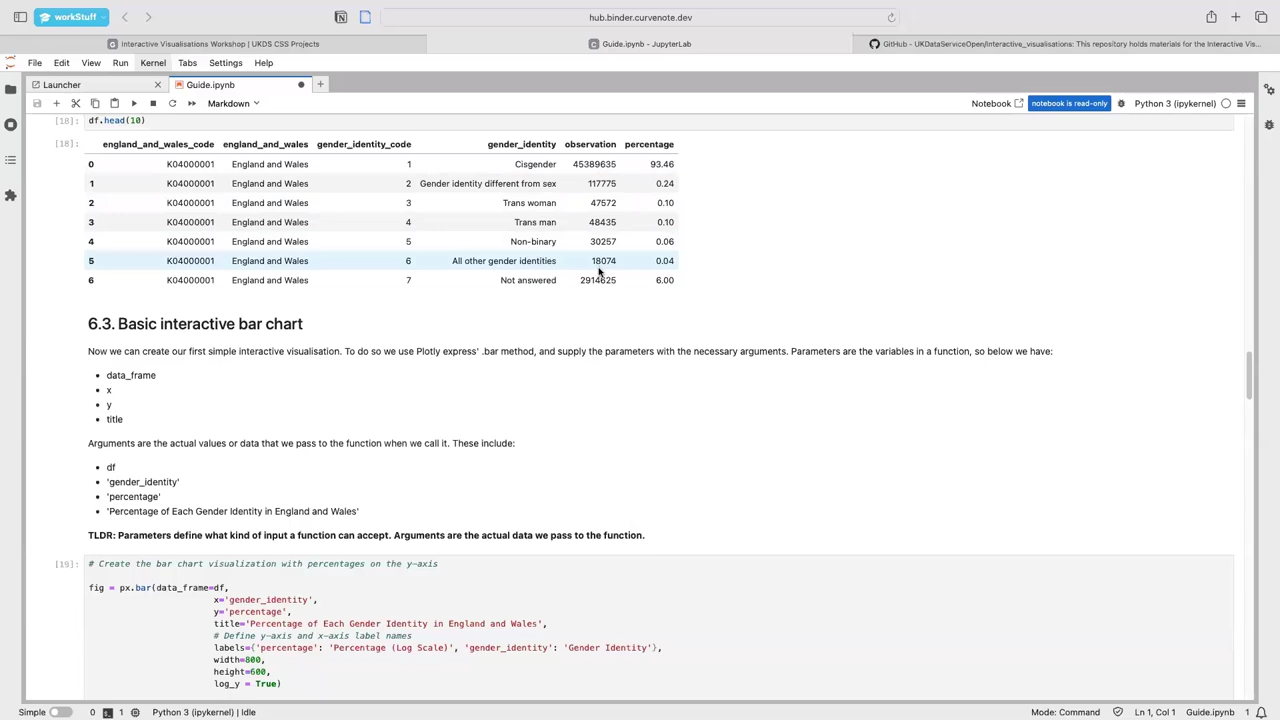 workStuff
hub.binder.curvenote.dev
Interactive Visualisations Workshop | UKDS CSS Projects
Guide.ipynb - JupyterLab
GitHub - UKDataServiceOpen/Interactive_visualisations: This repository holds materials for the Interactive Vis...
File Edit View Run Kernel Tabs Settings Help
Launcher
Guide.ipynb
Markdown
Notebook
notebook is read-only
Python 3 (ipykernel)
[18]: df.head(10)
[18]: england_and_wales_code england_and_wales gender_identity_code gender_identity observation percentage
0 K04000001 England and Wales 1 Cisgender 45389635 93.46
1 K04000001 England and Wales 2 Gender identity different from sex 117775 0.24
2 K04000001 England and Wales 3 Trans woman 47572 0.10
3 K04000001 England and Wales 4 Trans man 48435 0.10
4 K04000001 England and Wales 5 Non-binary 30257 0.06
5 K04000001 England and Wales 6 All other gender identities 18074 0.04
6 K04000001 England and Wales 7 Not answered 2914625 6.00
6.3. Basic interactive bar chart
Now we can create our first simple interactive visualisation. To do so we use Plotly express' .bar method, and supply the parameters with the necessary arguments. Parameters are the variables in a function, so below we have:
• data_frame
• x
• y
• title
Arguments are the actual values or data that we pass to the function when we call it. These include:
• df
• 'gender_identity'
• 'percentage'
• 'Percentage of Each Gender Identity in England and Wales'
TLDR: Parameters define what kind of input a function can accept. Arguments are the actual data we pass to the function.
[19]: # Create the bar chart visualization with percentages on the y-axis
fig = px.bar(data_frame=df,
x='gender_identity',
y='percentage',
title='Percentage of Each Gender Identity in England and Wales',
# Define y-axis and x-axis label names
labels={'percentage': 'Percentage (Log Scale)', 'gender_identity': 'Gender Identity'},
width=800,
height=600,
log_y = True)
Simple 0 1 Python 3 (ipykernel) | Idle
Mode: Command Ln 1, Col 1 Guide.ipynb 1